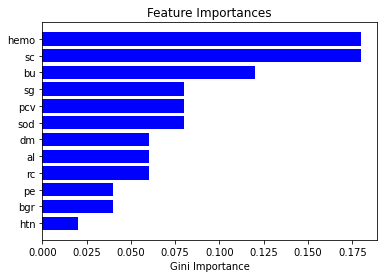 Feature Importances
hemo
sc
bu
sg
pcv
sod
dm
al
rc
pe
bgr
htn
0.000 0.025 0.050 0.075 0.100 0.125 0.150 0.175
Gini Importance